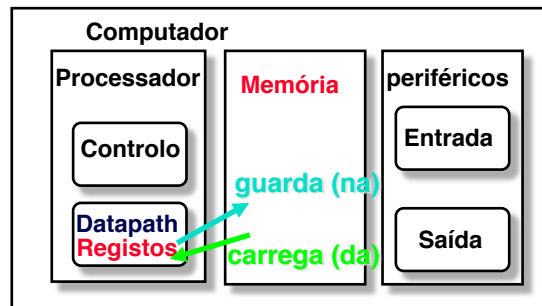 Computador
Processador
Controlo
Datapath
Registos
Memória
guarda (na)
carrega (da)
periféricos
Entrada
Saída